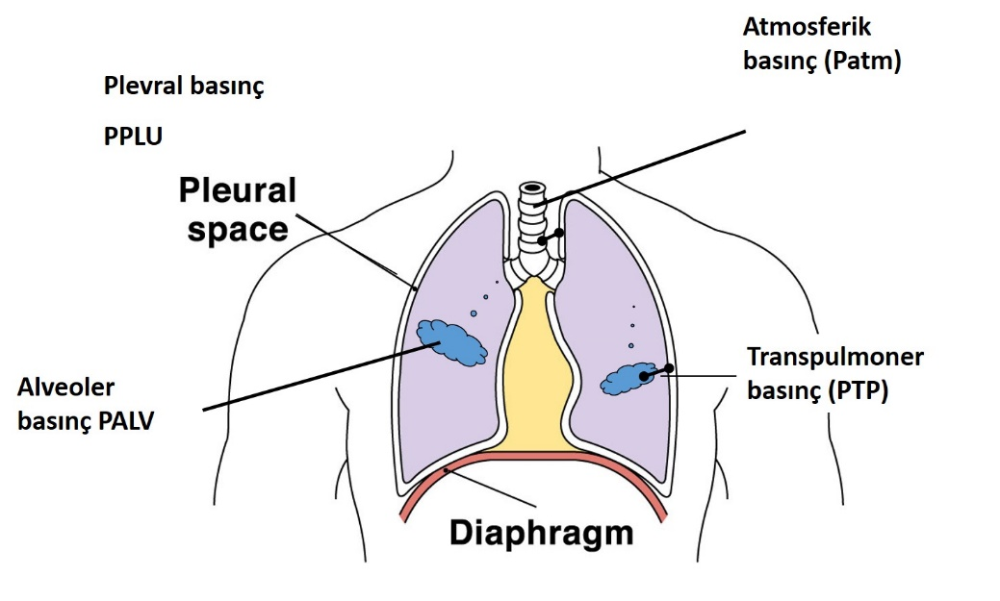 Atmosferik
basınç (Patm)
Plevral basınç
PPLU
Pleural
space
Alveoler
basınç PALV
Transpulmoner
basınç (PTP)
Diaphragm